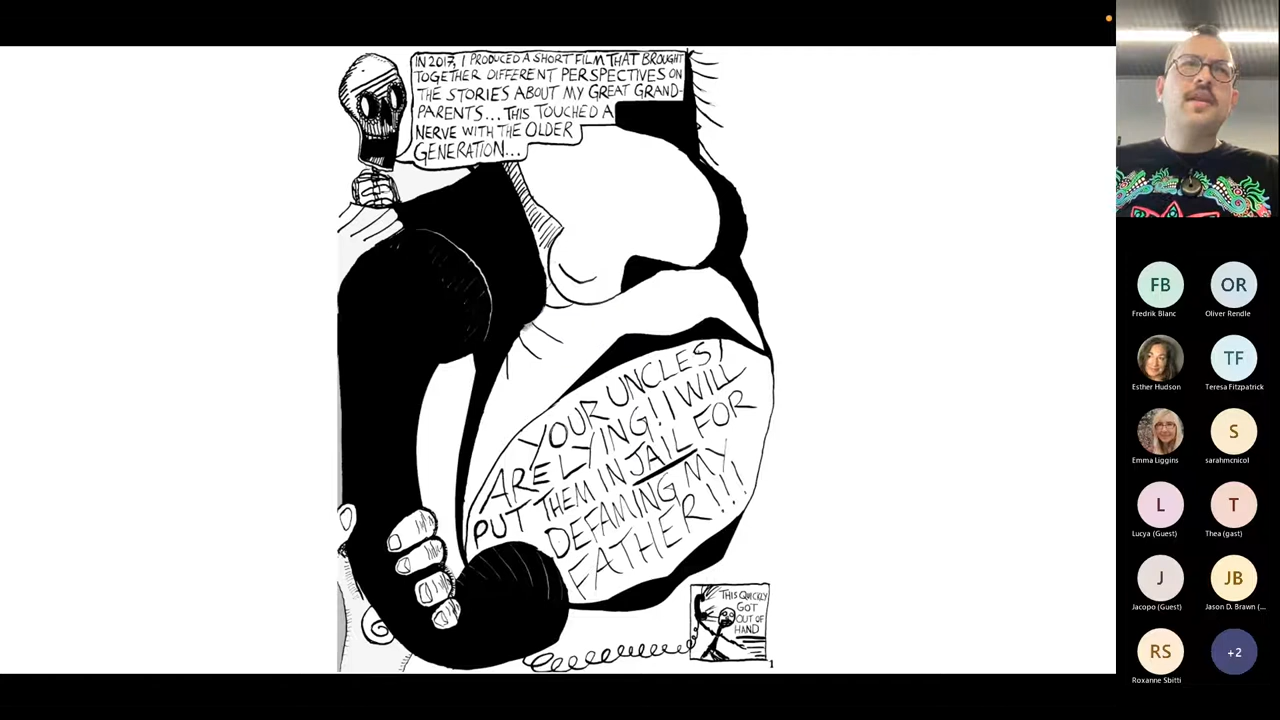 IN 2017, I PRODUCED A SHORT FILM THAT BROUGHT
TOGETHER DIFFERENT PERSPECTIVES ON
THE STORIES ABOUT MY GREAT GRAND-
PARENTS... THIS TOUCHED A
NERVE WITH THE OLDER
GENERATION...
YOUR UNCLES
ARE LYING! I WILL
PUT THEM IN JAIL FOR
DEFAMING MY
FATHER!!!
THIS QUICKLY
GOT
OUT OF
HAND
1
FB
Fredrik Blanc
OR
Oliver Rendle
Esther Hudson
TF
Teresa Fitzpatrick
Emma Liggins
S
sarahmcnicol
L
Lucya (Guest)
T
Thea (gast)
J
Jacopo (Guest)
JB
Jason D. Brawn (...
RS
Roxanne Sbitti
+2